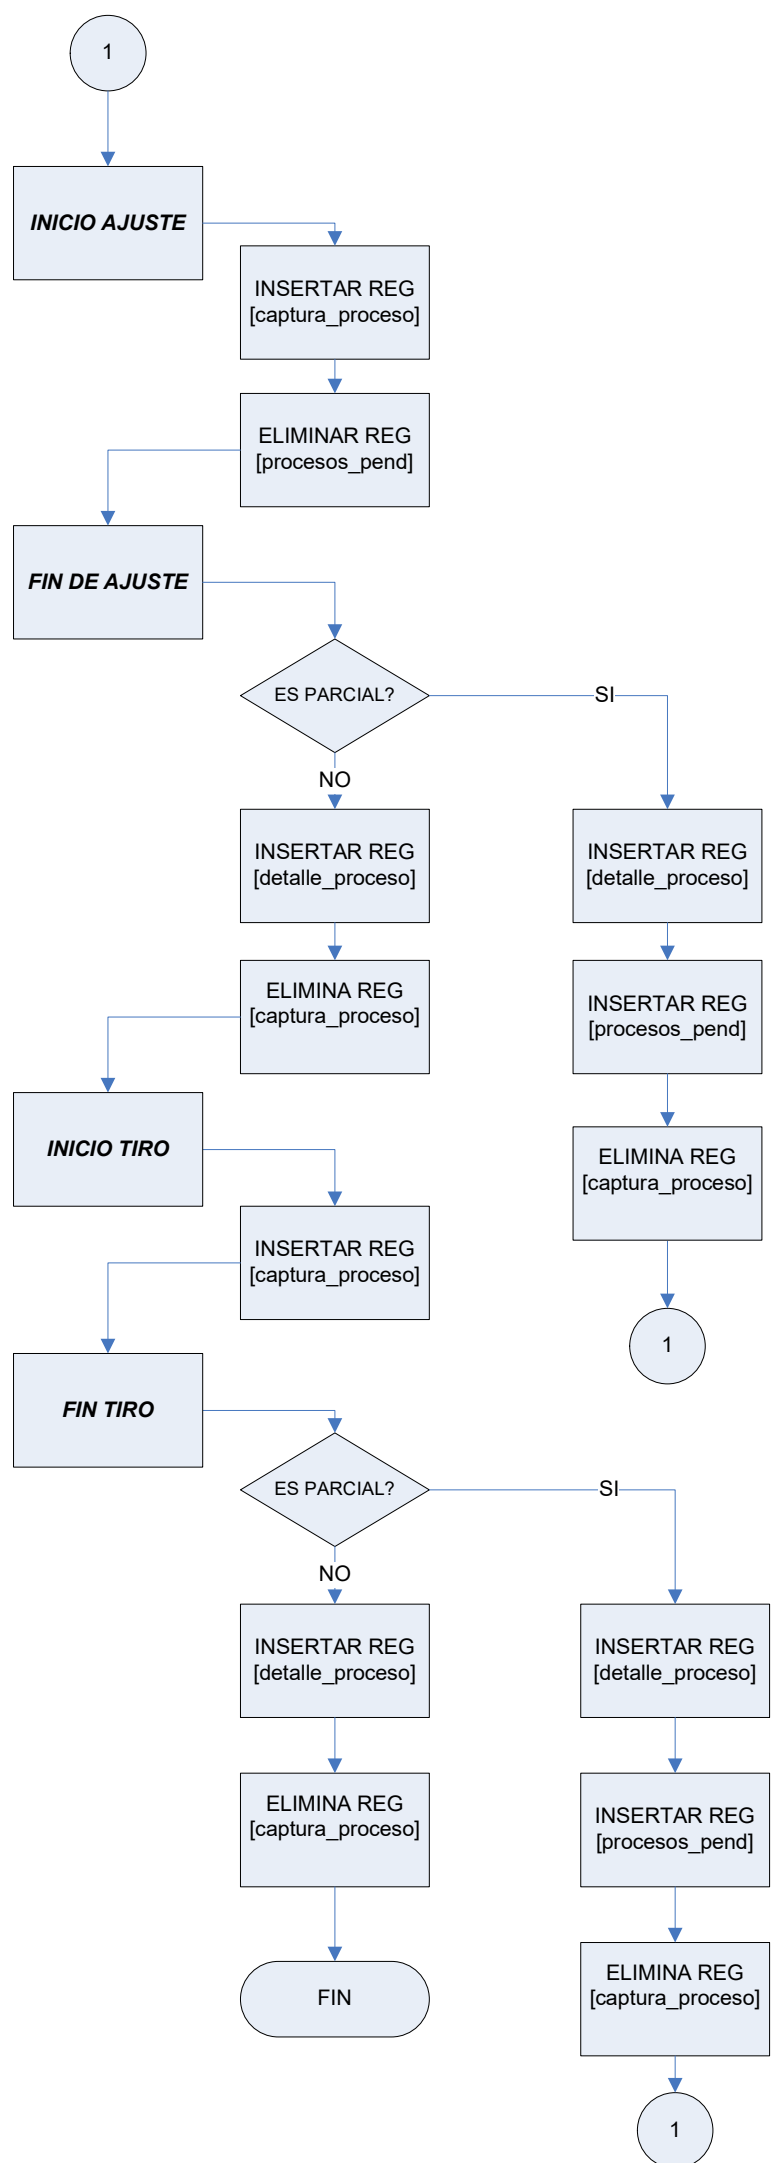 1
INICIO AJUSTE
INSERTAR REG
[captura_proceso]
ELIMINAR REG
[procesos_pend]
FIN DE AJUSTE
ES PARCIAL?
SI
NO
INSERTAR REG
[detalle_proceso]
INSERTAR REG
[detalle_proceso]
ELIMINA REG
[captura_proceso]
INSERTAR REG
[procesos_pend]
INICIO TIRO
ELIMINA REG
[captura_proceso]
INSERTAR REG
[captura_proceso]
1
FIN TIRO
ES PARCIAL?
SI
NO
INSERTAR REG
[detalle_proceso]
INSERTAR REG
[detalle_proceso]
ELIMINA REG
[captura_proceso]
INSERTAR REG
[procesos_pend]
FIN
ELIMINA REG
[captura_proceso]
1